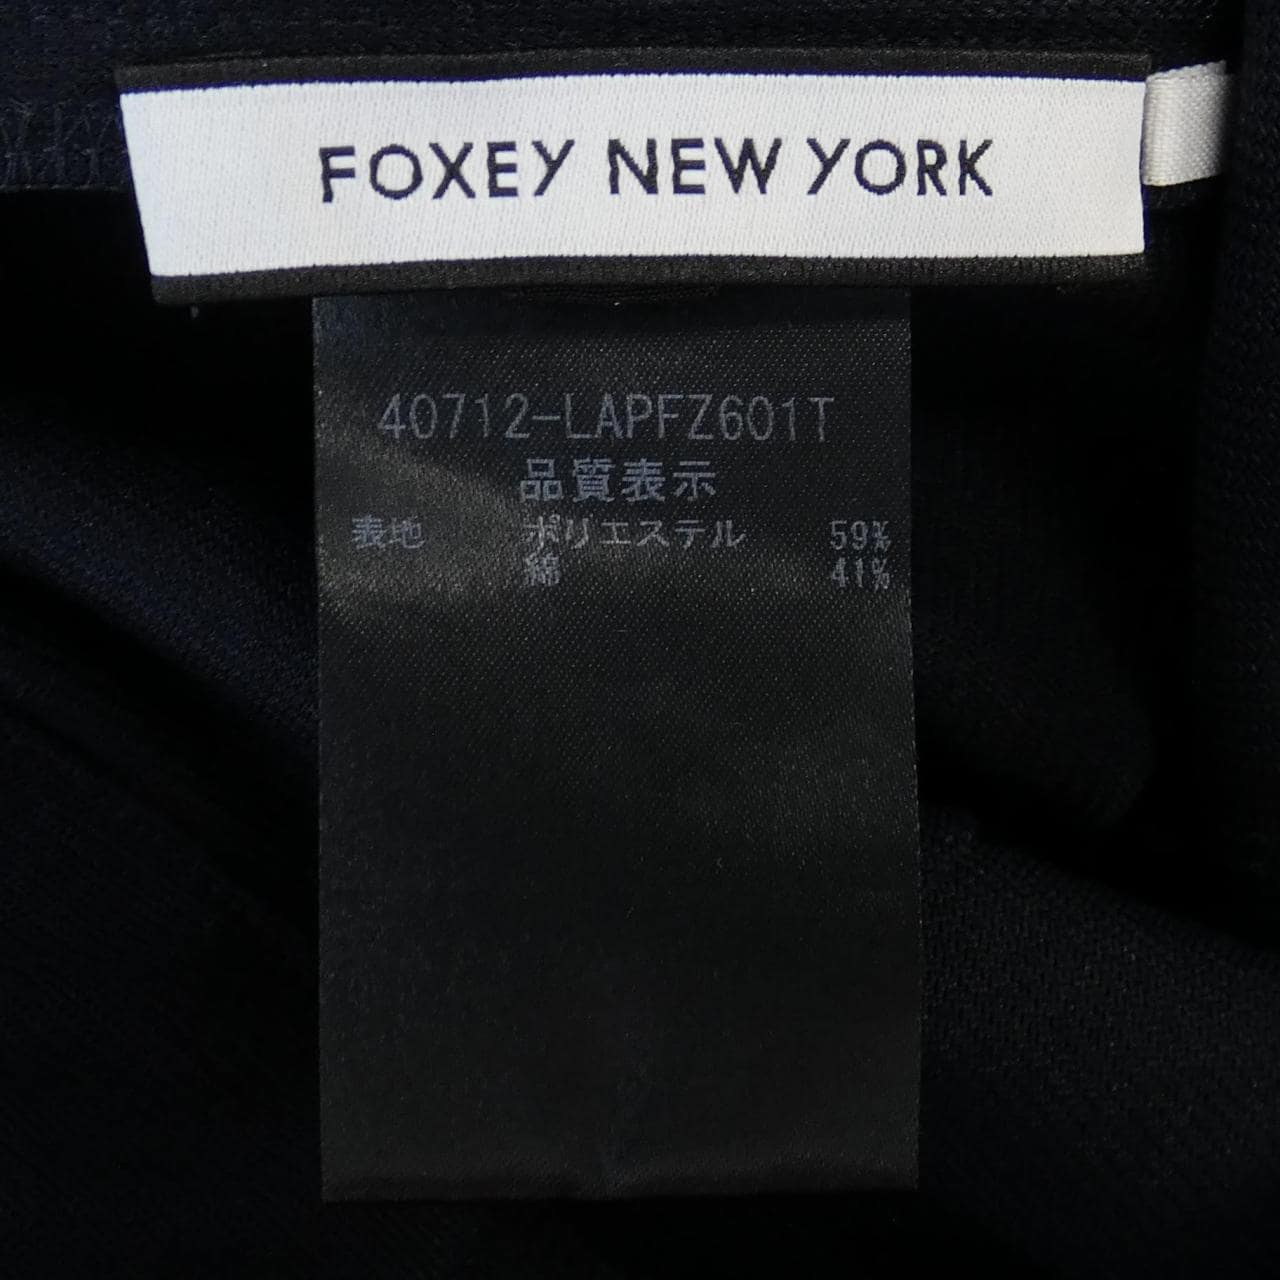 FOXEY NEW YORK
40712-LAPFZ601T
品質表示
表地 ポリエステル 59%
綿 41%